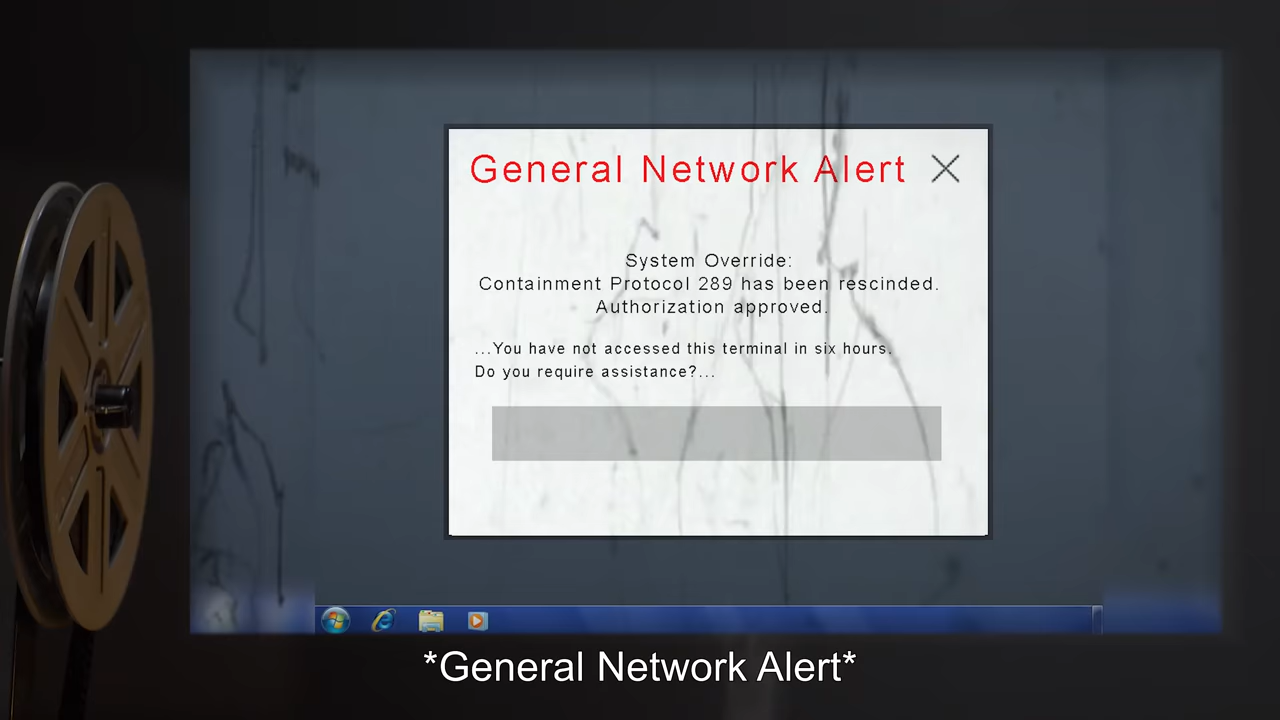 General Network Alert
System Override:
Containment Protocol 289 has been rescinded.
Authorization approved.
...You have not accessed this terminal in six hours.
Do you require assistance?...
*General Network Alert*